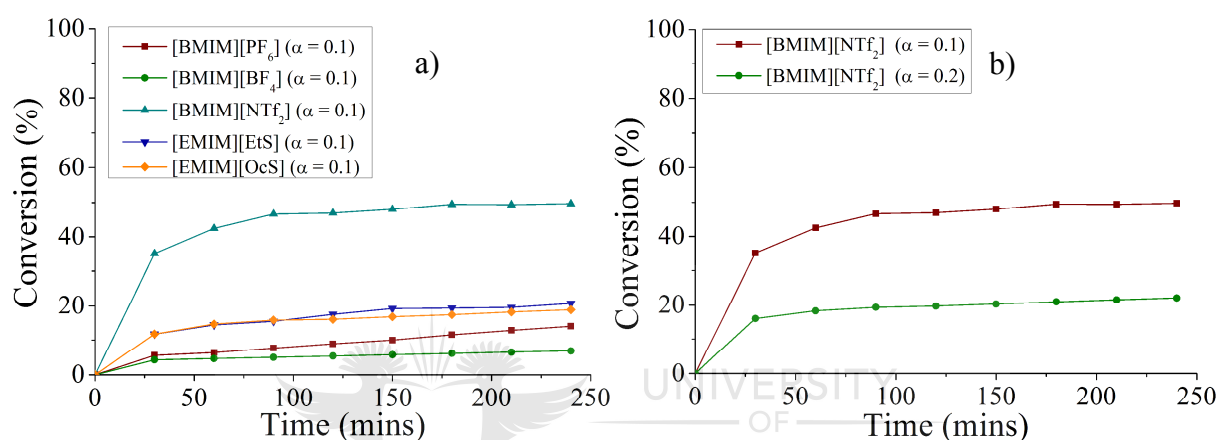 100
80
60
40
20
0
Conversion (%)
[BMIM][PF6] (α = 0.1)
[BMIM][BF4] (α = 0.1)
[BMIM][NTf2] (α = 0.1)
[EMIM][EtS] (α = 0.1)
[EMIM][OcS] (α = 0.1)
a)
0 50 100 150 200 250
Time (mins)
100
80
60
40
20
0
Conversion (%)
[BMIM][NTf2] (α = 0.1)
[BMIM][NTf2] (α = 0.2)
b)
0 50 100 150 200 250
Time (mins)
UNIVERSITY
OF